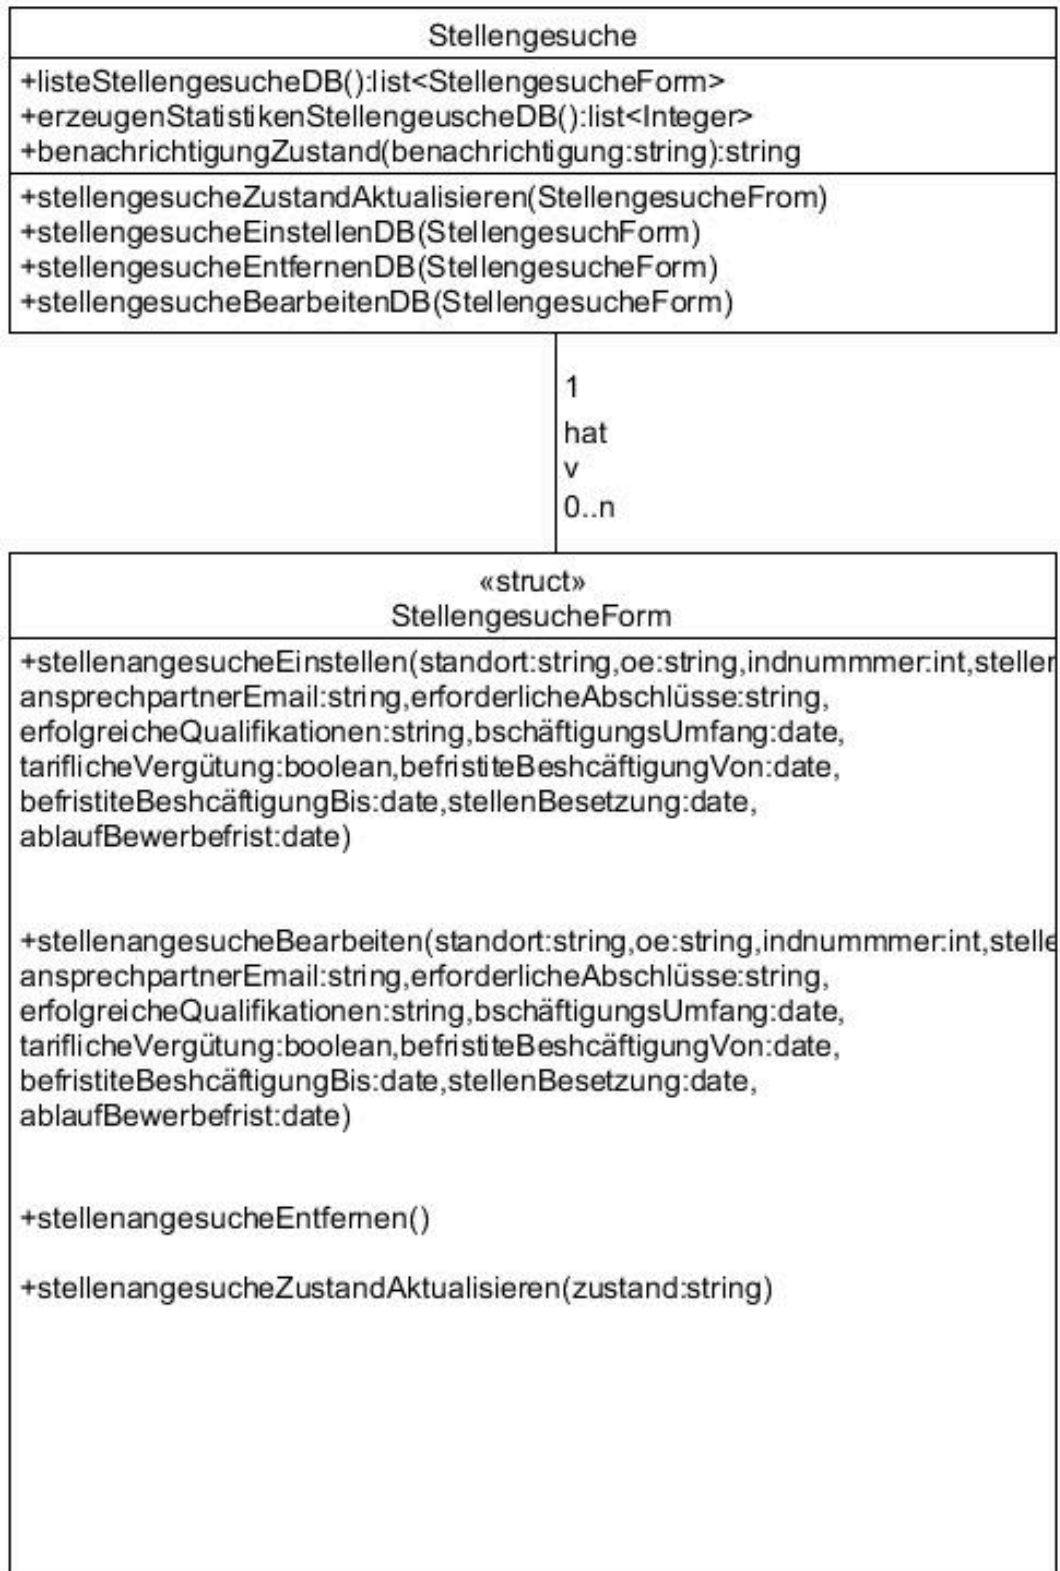 Stellengesuche
+listeStellengesucheDB():list<StellengesucheForm>
+erzeugenStatistikenStellengeuscheDB():list<Integer>
+benachrichtigungZustand(benachrichtigung:string):string
+stellengesucheZustandAktualisieren(StellengesucheFrom)
+stellengesucheEinstellenDB(StellengesuchForm)
+stellengesucheEntfernenDB(StellengesucheForm)
+stellengesucheBearbeitenDB(StellengesucheForm)
1
hat
v
0..n
«struct»
StellengesucheForm
+stellenangesucheEinstellen(standort:string,oe:string,indnummmer:int,steller
ansprechpartnerEmail:string,erforderlicheAbschlüsse:string,
erfolgreicheQualifikationen:string,bschäftigungsUmfang:date,
tariflicheVergütung:boolean,befristiteBeshcäftigungVon:date,
befristiteBeshcäftigungBis:date,stellenBesetzung:date,
ablaufBewerbefrist:date)
+stellenangesucheBearbeiten(standort:string,oe:string,indnummmer:int,stelle
ansprechpartnerEmail:string,erforderlicheAbschlüsse:string,
erfolgreicheQualifikationen:string,bschäftigungsUmfang:date,
tariflicheVergütung:boolean,befristiteBeshcäftigungVon:date,
befristiteBeshcäftigungBis:date,stellenBesetzung:date,
ablaufBewerbefrist:date)
+stellenangesucheEntfernen()
+stellenangesucheZustandAktualisieren(zustand:string)